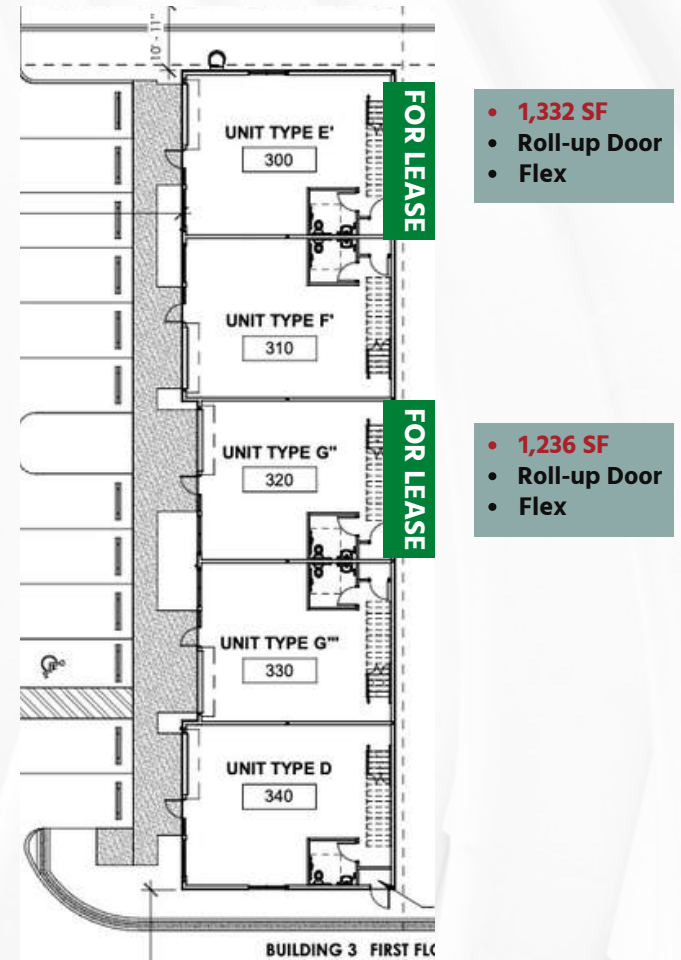 10' - 11"
UNIT TYPE E'
300
FOR LEASE
• 1,332 SF
• Roll-up Door
• Flex
UNIT TYPE F'
310
UNIT TYPE G"
320
FOR LEASE
• 1,236 SF
• Roll-up Door
• Flex
UNIT TYPE G'"
330
UNIT TYPE D
340
BUILDING 3 FIRST